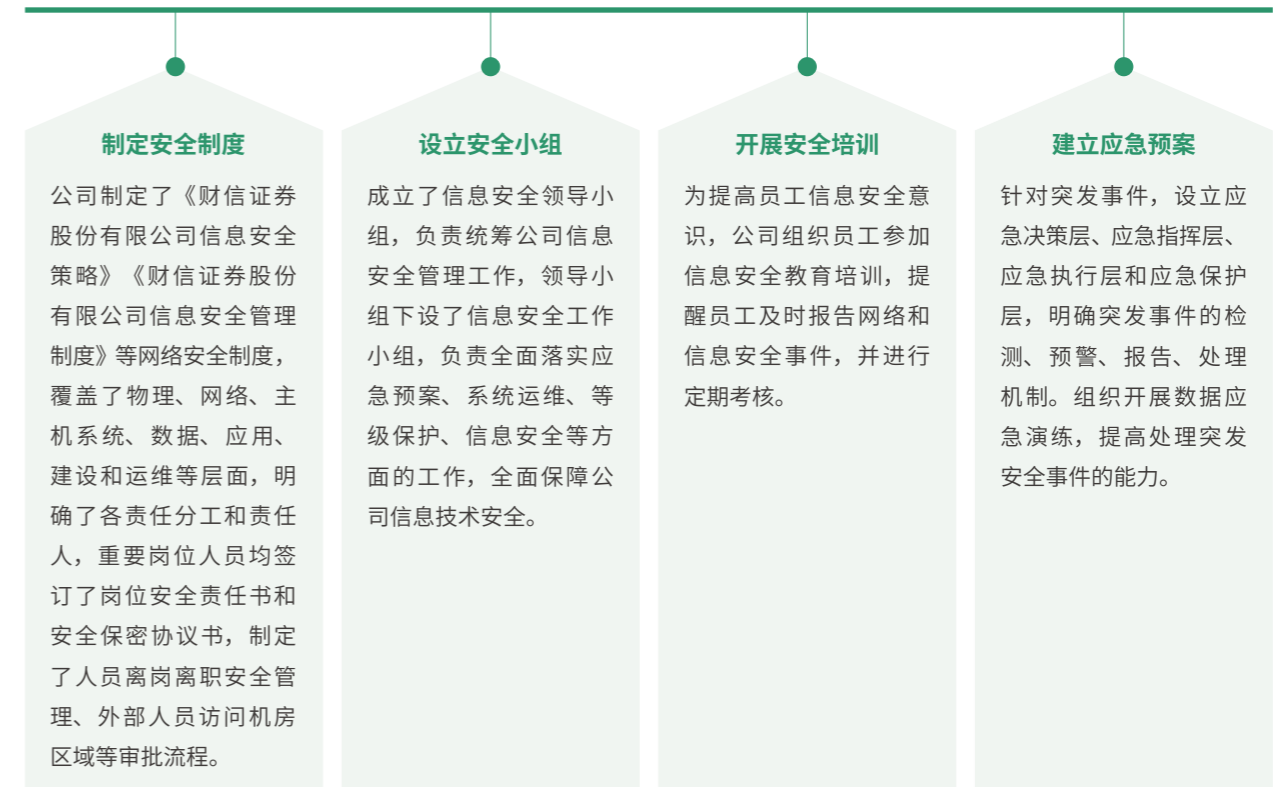 制定安全制度
公司制定了《财信证券
股份有限公司信息安全
策略》《财信证券股份
有限公司信息安全管理
制度》等网络安全制度，
覆盖了物理、网络、主
机系统、数据、应用、
建设和运维等层面，明
确了各责任分工和责任
人，重要岗位人员均签
订了岗位安全责任书和
安全保密协议书，制定
了人员离岗离职安全管
理、外部人员访问机房
区域等审批流程。
设立安全小组
成立了信息安全领导小
组，负责统筹公司信息
安全管理工作，领导小
组下设了信息安全工作
小组，负责全面落实应
急预案、系统运维、等
级保护、信息安全等方
面的工作，全面保障公
司信息技术安全。
开展安全培训
为提高员工信息安全意
识，公司组织员工参加
信息安全教育培训，提
醒员工及时报告网络和
信息安全事件，并进行
定期考核。
建立应急预案
针对突发事件，设立应
急决策层、应急指挥层、
应急执行层和应急保护
层，明确突发事件的检
测、预警、报告、处理
机制。组织开展数据应
急演练，提高处理突发
安全事件的能力。